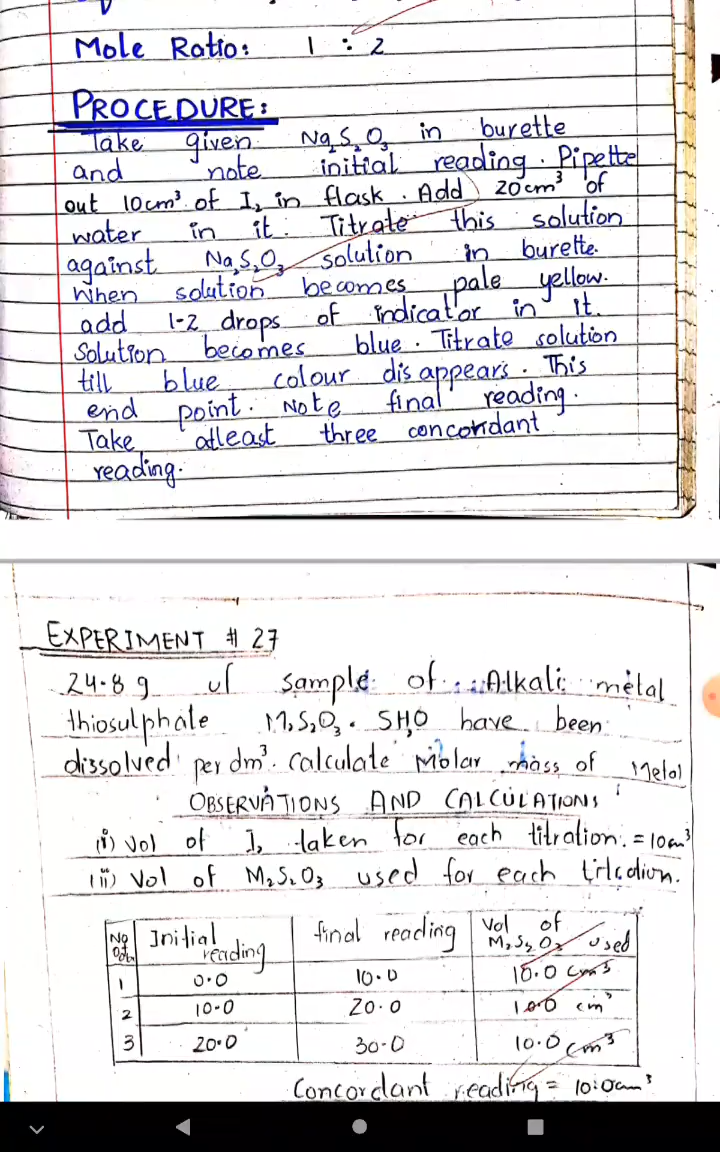 Mole Ratio: 1 : 2
PROCEDURE:
Take given Na₂S₂O₃ in burette
and note initial reading. Pipette
out 10cm³ of I₂ in flask. Add 20cm³ of
water in it. Titrate this solution
against Na₂S₂O₃ solution in burette.
When solution becomes pale yellow.
add 1-2 drops of indicator in it.
Solution becomes blue. Titrate solution
till blue colour disappears. This
end point. Note final reading.
Take atleast three concordant
reading.
EXPERIMENT # 27
24.8 g of sample of Alkali metal
thiosulphate M₂S₂O₃. 5H₂O have been
dissolved per dm³. Calculate Molar mass of Metal
OBSERVATIONS AND CALCULATIONS
(i) Vol of I₂ taken for each titration. = 10cm³
(ii) Vol of M₂S₂O₃ used for each titration.
No Initial reading final reading Vol of M₂S₂O₃ used
1 0.0 10.0 10.0 cm³
2 10.0 20.0 10.0 cm³
3 20.0 30.0 10.0 cm³
Concordant reading = 10.0cm³